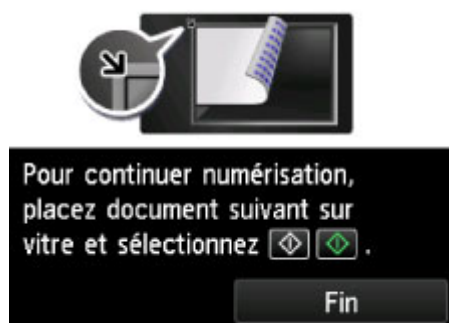 Pour continuer numérisation,
placez document suivant sur
vitre et sélectionnez .
Fin